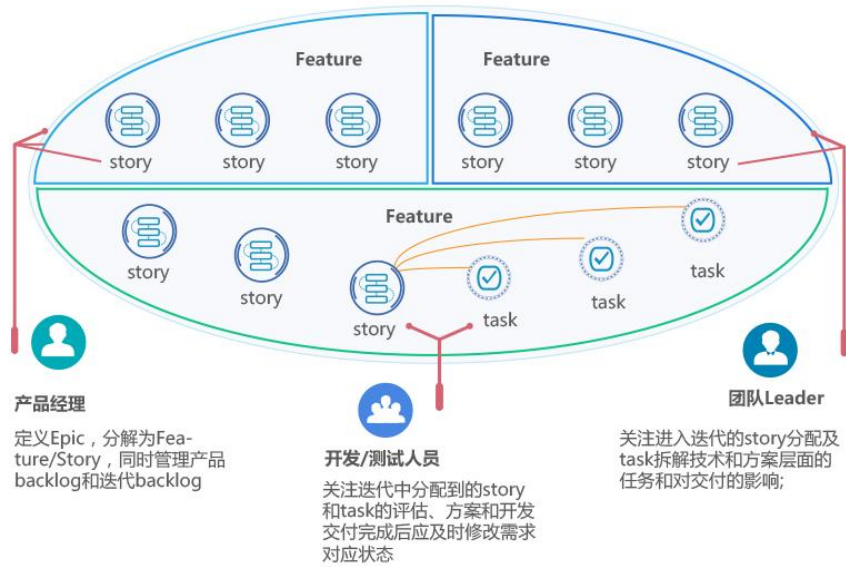 Feature
Feature
story
story
story
story
story
story
Feature
story
story
story
task
task
task
产品经理
定义Epic，分解为Fea-
ture/Story，同时管理产品
backlog和迭代backlog
开发/测试人员
关注迭代中分配到的story
和task的评估、方案和开发
交付完成后应及时修改需求
对应状态
团队Leader
关注进入迭代的story分配及
task拆解技术和方案层面的
任务和对交付的影响;